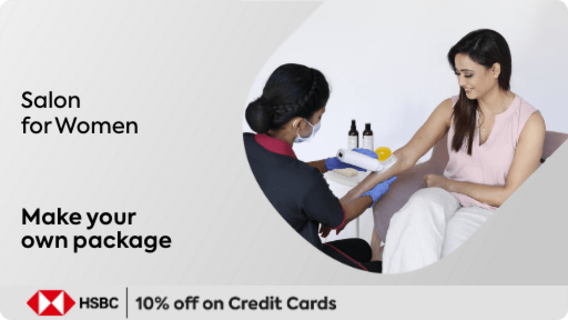 Salon
for Women
Make your
own package
HSBC
10% off on Credit Cards